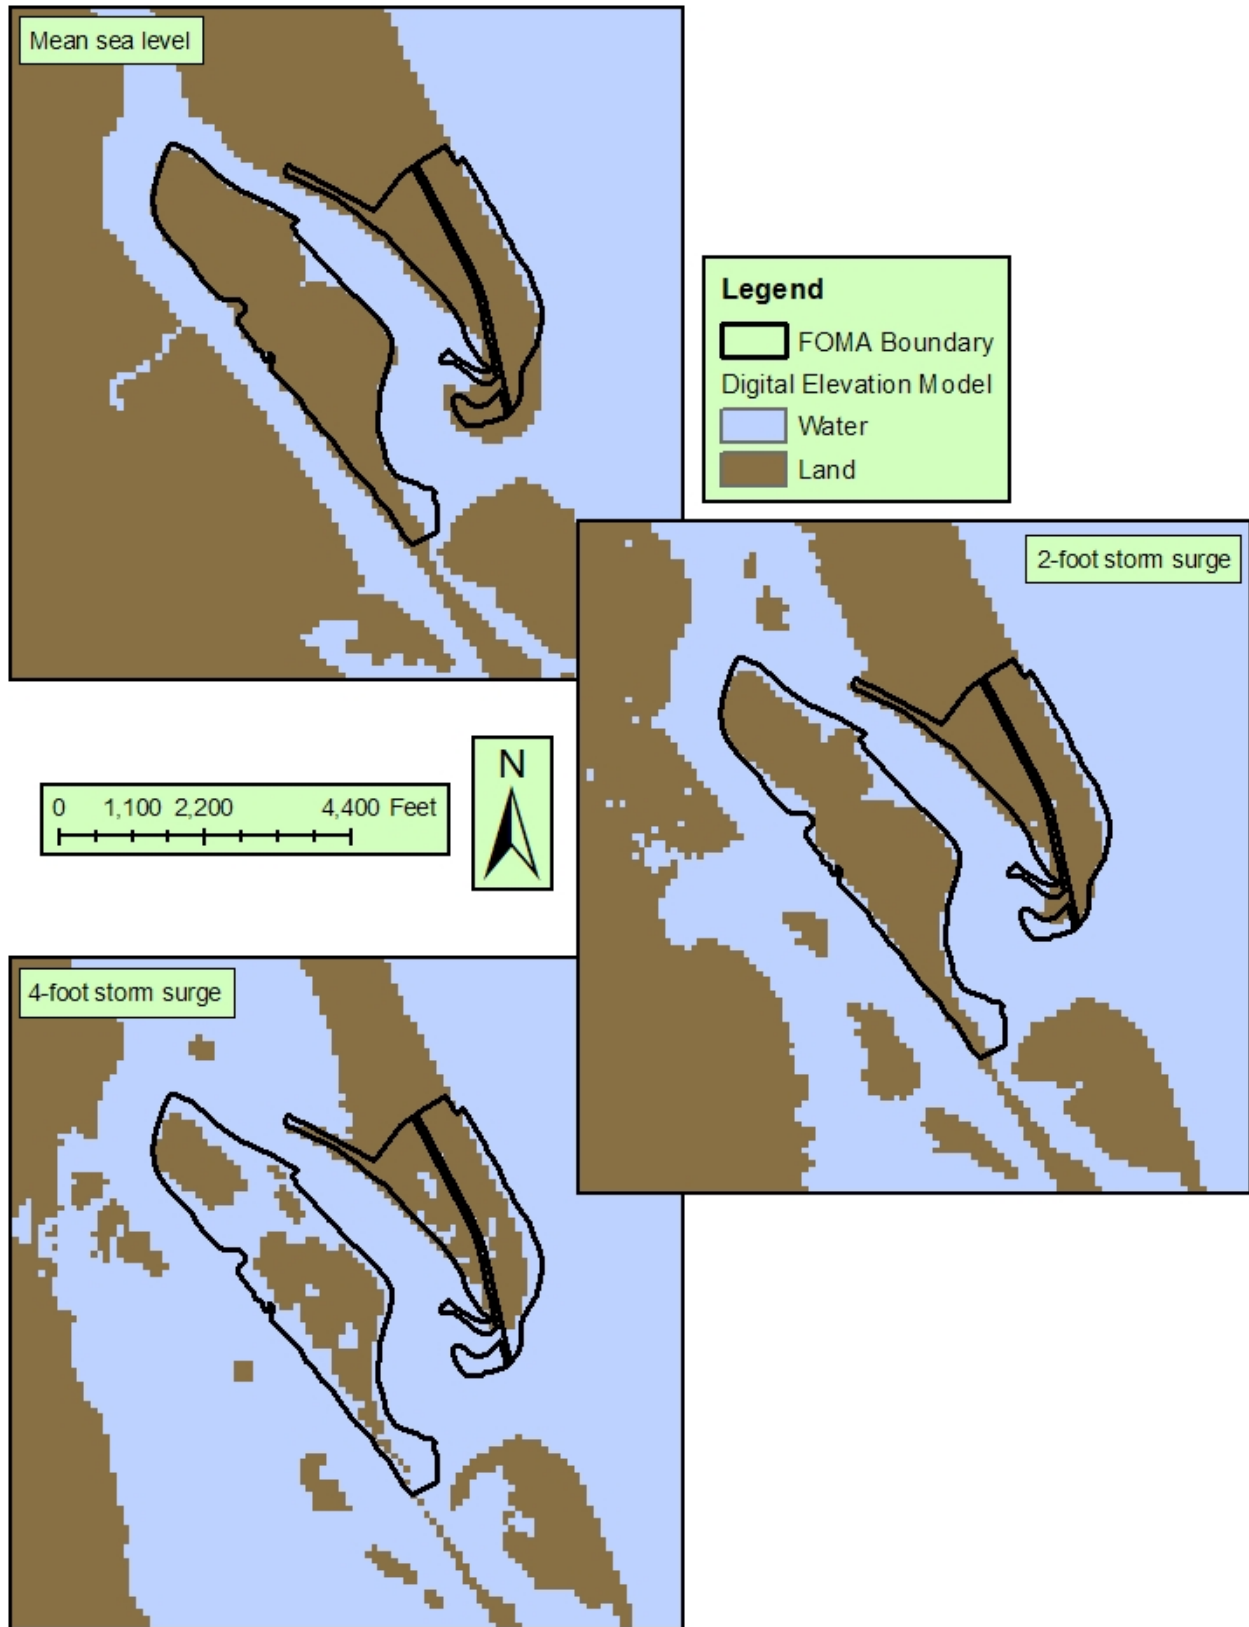 Mean sea level
Legend
FOMA Boundary
Digital Elevation Model
Water
Land
2-foot storm surge
0 1,100 2,200 4,400 Feet
N
4-foot storm surge